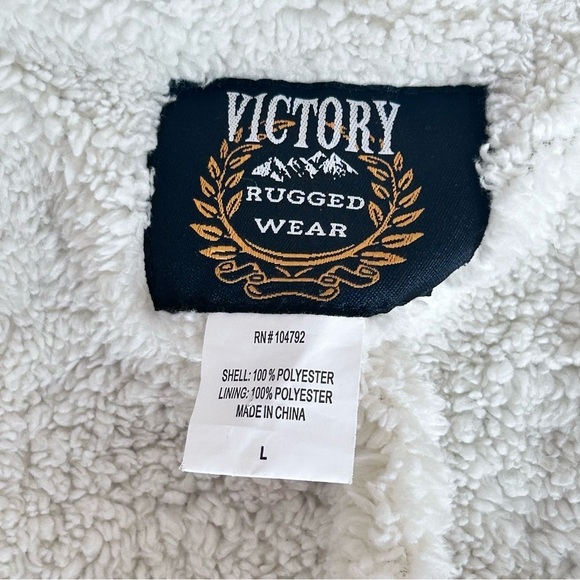 VICTORY
RUGGED
WEAR
RN#104792
SHELL: 100% POLYESTER
LINING: 100% POLYESTER
MADE IN CHINA
L